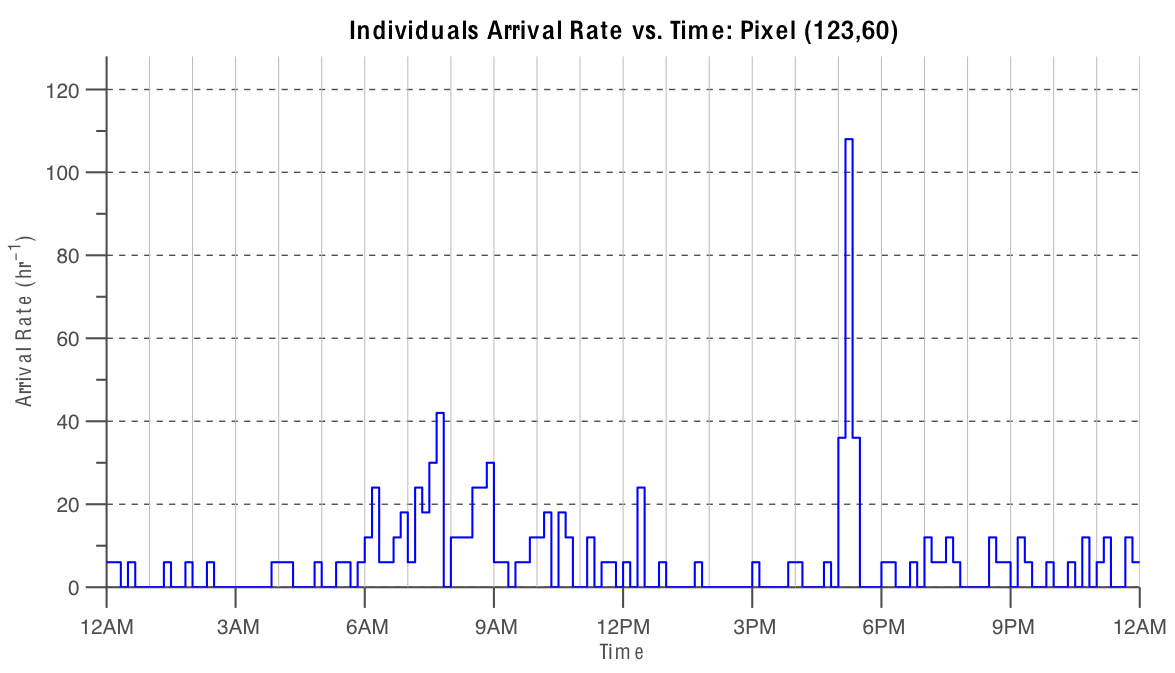 Individuals Arrival Rate vs. Time: Pixel (123,60)
120
100
80
60
40
20
0
Arrival Rate (hr⁻¹)
12AM 3AM 6AM 9AM 12PM 3PM 6PM 9PM 12AM
Time